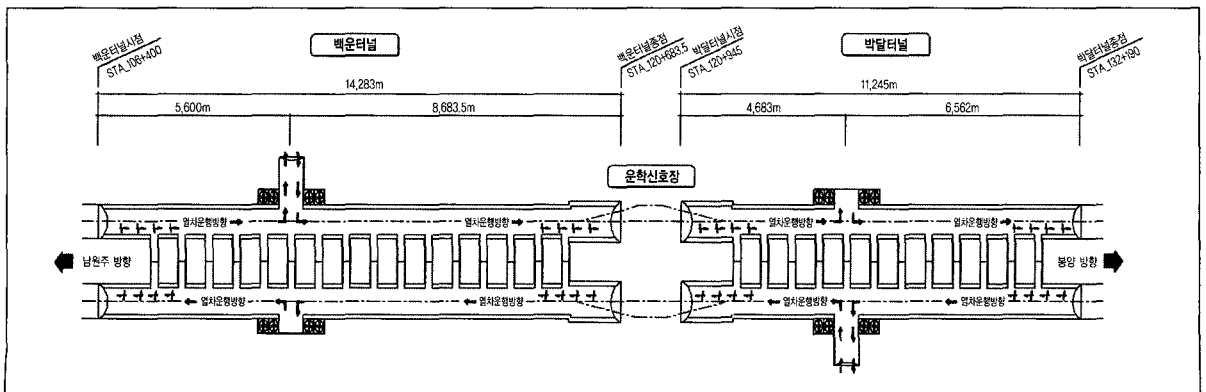 백운터널
박달터널
백운터널시점
STA_106+400
백운터널종점
STA_120+683.5
박달터널시점
STA_120+945
박달터널종점
STA_132+190
14,283m
11,245m
5,600m
8,683.5m
4,683m
6,562m
운학신호장
열차운행방향
열차운행방향
열차운행방향
열차운행방향
남원주 방향
봉양 방향
열차운행방향
열차운행방향
열차운행방향
열차운행방향